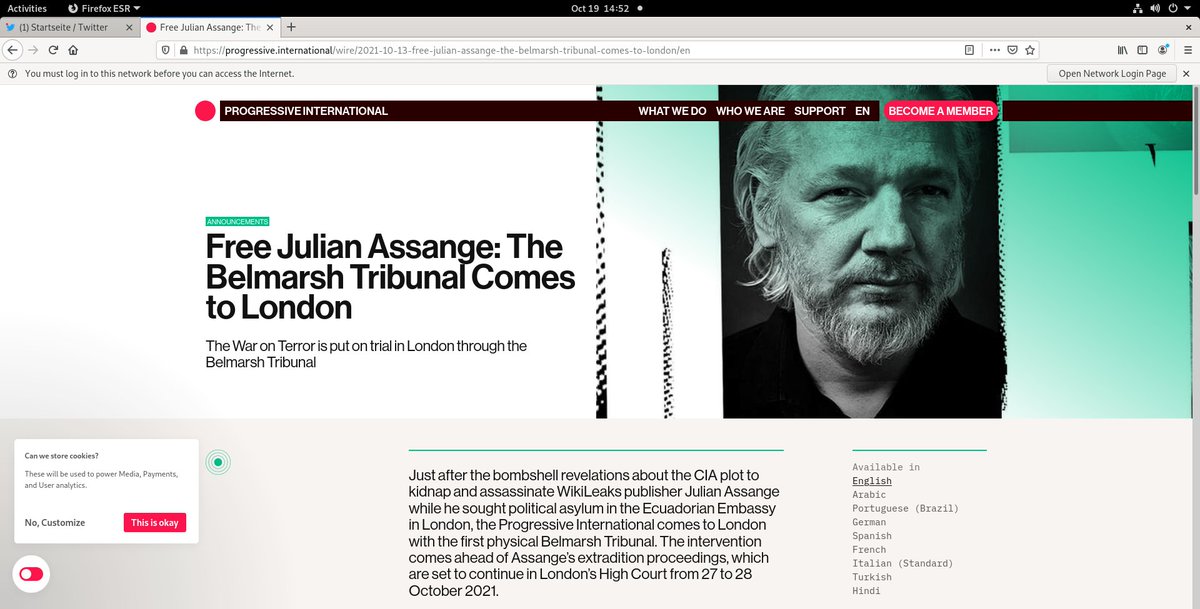 Activities Firefox ESR Oct 19 14:52
(1) Startseite / Twitter Free Julian Assange: The
https://progressive.international/wire/2021-10-13-free-julian-assange-the-belmarsh-tribunal-comes-to-london/en
You must log in to this network before you can access the Internet. Open Network Login Page
PROGRESSIVE INTERNATIONAL WHAT WE DO WHO WE ARE SUPPORT EN BECOME A MEMBER
ANNOUNCEMENTS
Free Julian Assange: The
Belmarsh Tribunal Comes
to London
The War on Terror is put on trial in London through the
Belmarsh Tribunal
Can we store cookies?
These will be used to power Media, Payments,
and User analytics.
No, Customize This is okay
Just after the bombshell revelations about the CIA plot to
kidnap and assassinate WikiLeaks publisher Julian Assange
while he sought political asylum in the Ecuadorian Embassy
in London, the Progressive International comes to London
with the first physical Belmarsh Tribunal. The intervention
comes ahead of Assange’s extradition proceedings, which
are set to continue in London’s High Court from 27 to 28
October 2021.
Available in
English
Arabic
Portuguese (Brazil)
German
Spanish
French
Italian (Standard)
Turkish
Hindi